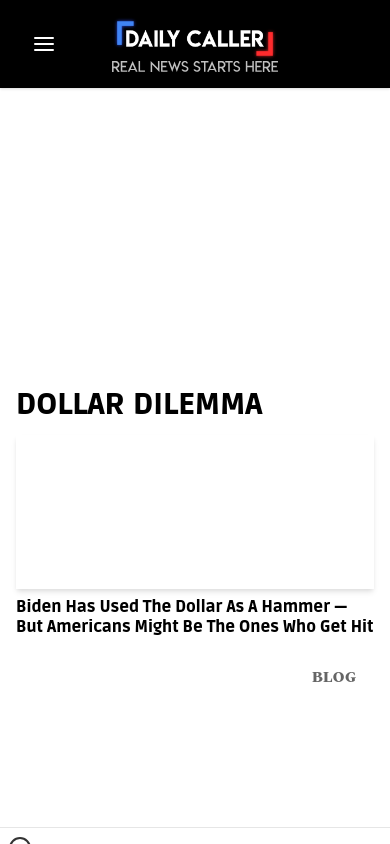 DAILY CALLER
REAL NEWS STARTS HERE
DOLLAR DILEMMA
Biden Has Used The Dollar As A Hammer —
But Americans Might Be The Ones Who Get Hit
BLOG